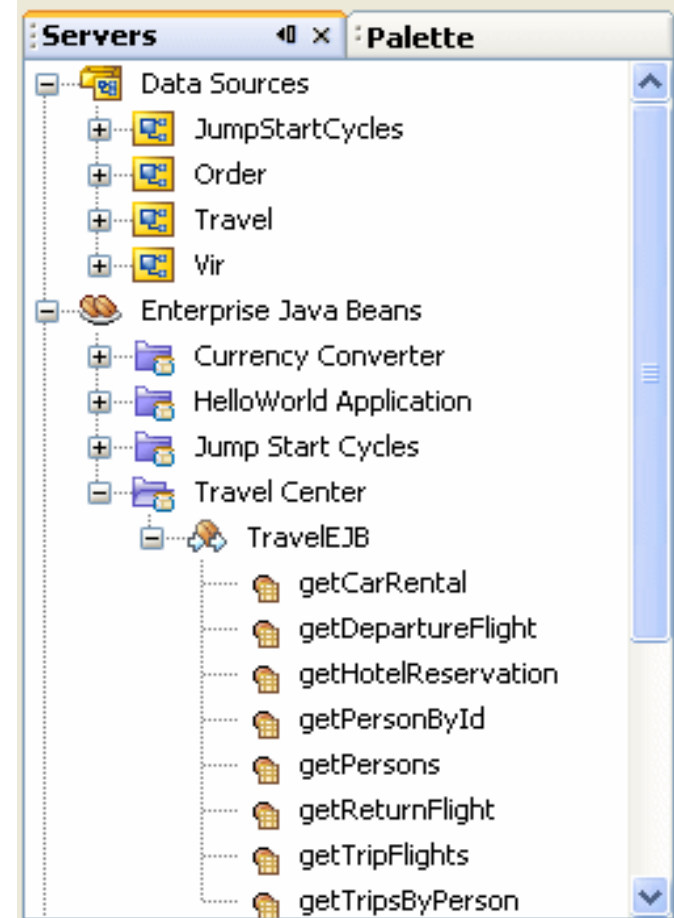 Servers Palette
Data Sources
JumpStartCycles
Order
Travel
Vir
Enterprise Java Beans
Currency Converter
HelloWorld Application
Jump Start Cycles
Travel Center
TravelEJB
getCarRental
getDepartureFlight
getHotelReservation
getPersonById
getPersons
getReturnFlight
getTripFlights
getTripsByPerson